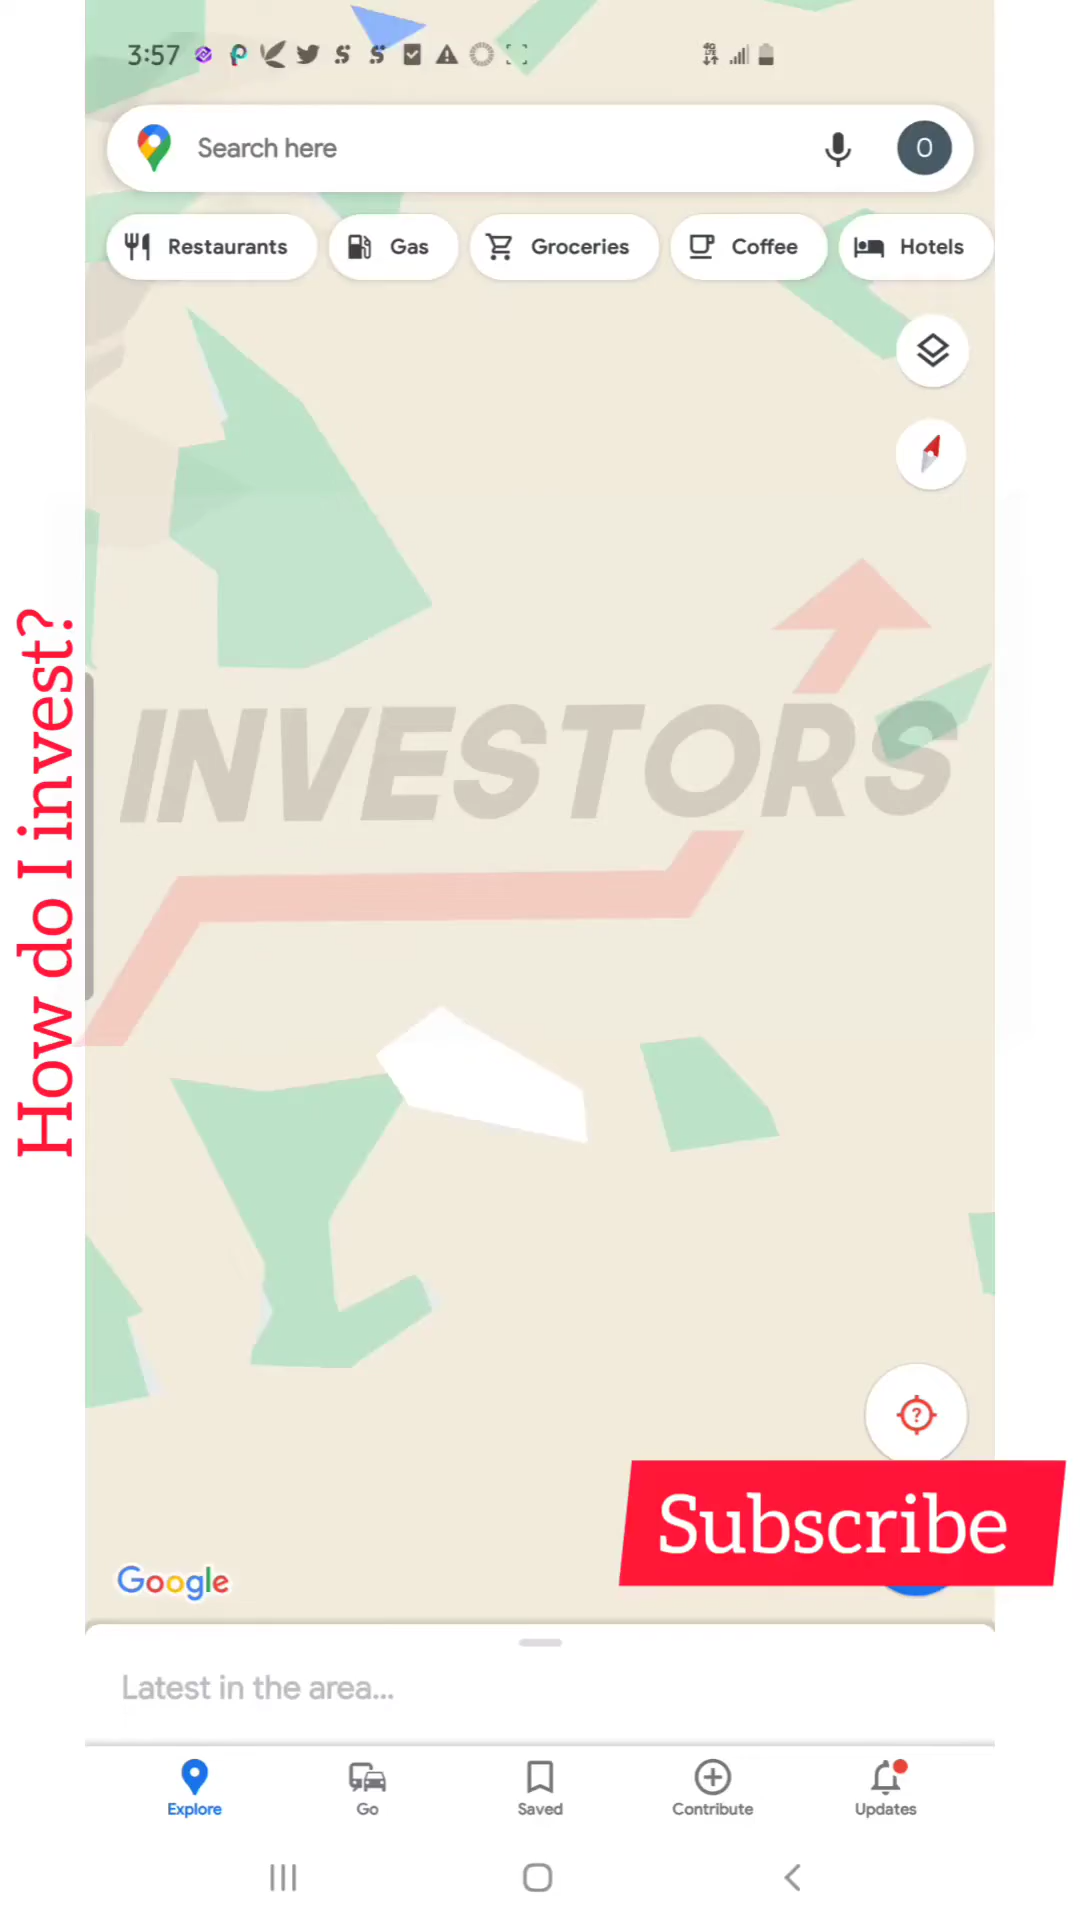 3:57
Search here
O
Restaurants
Gas
Groceries
Coffee
Hotels
How do I invest?
INVESTORS
?
Subscribe
Google
Latest in the area...
Explore
Go
Saved
Contribute
Updates